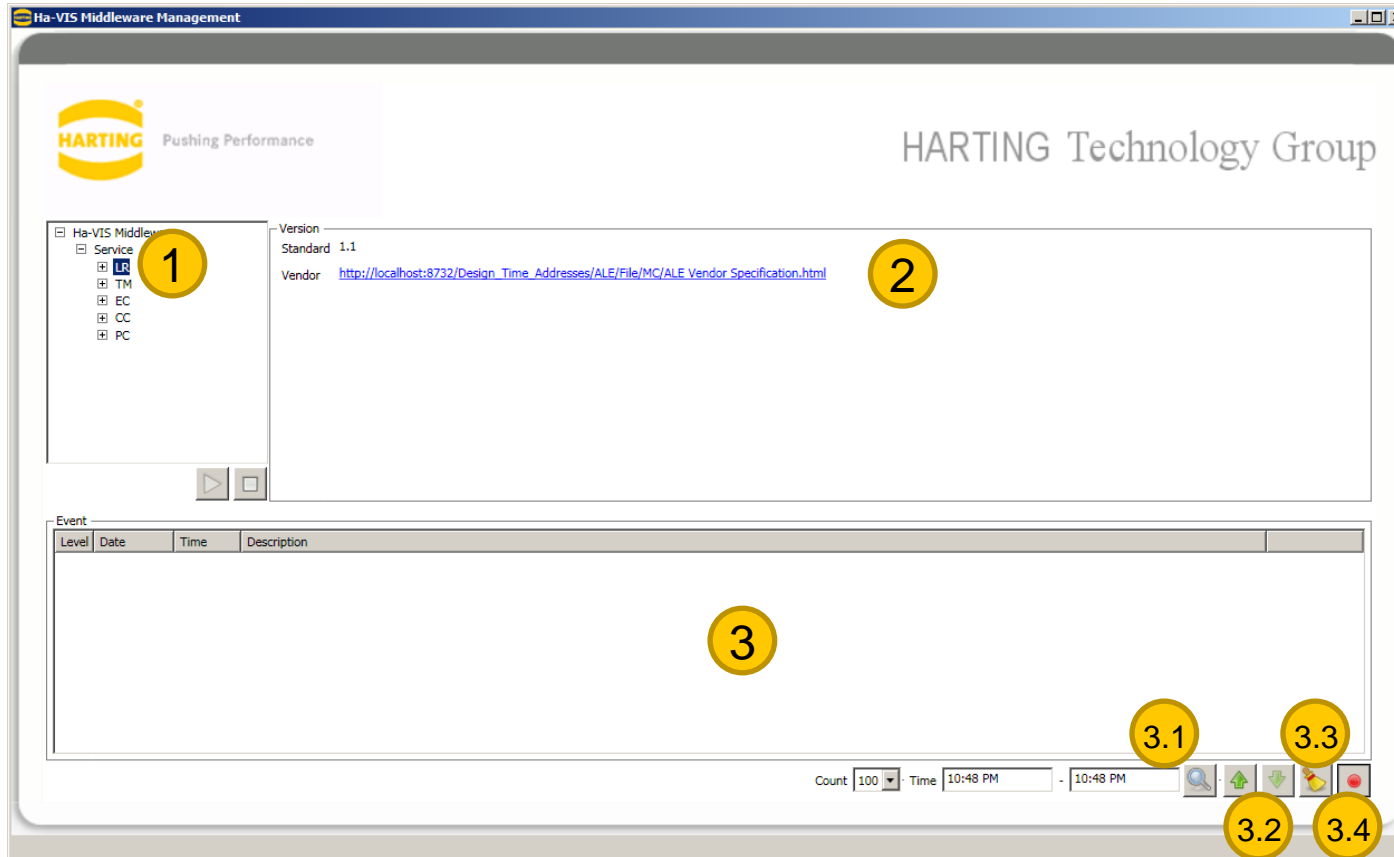 Ha-VIS Middleware Management
HARTING Pushing Performance
HARTING Technology Group
Ha-VIS Middlew
Service
LR
TM
EC
CC
PC
1
Version
Standard 1.1
Vendor http://localhost:8732/Design_Time_Addresses/ALE/File/MC/ALE Vendor Specification.html
2
Event
Level Date Time Description
3
3.1 3.3
Count 100 Time 10:48 PM - 10:48 PM
3.2 3.4